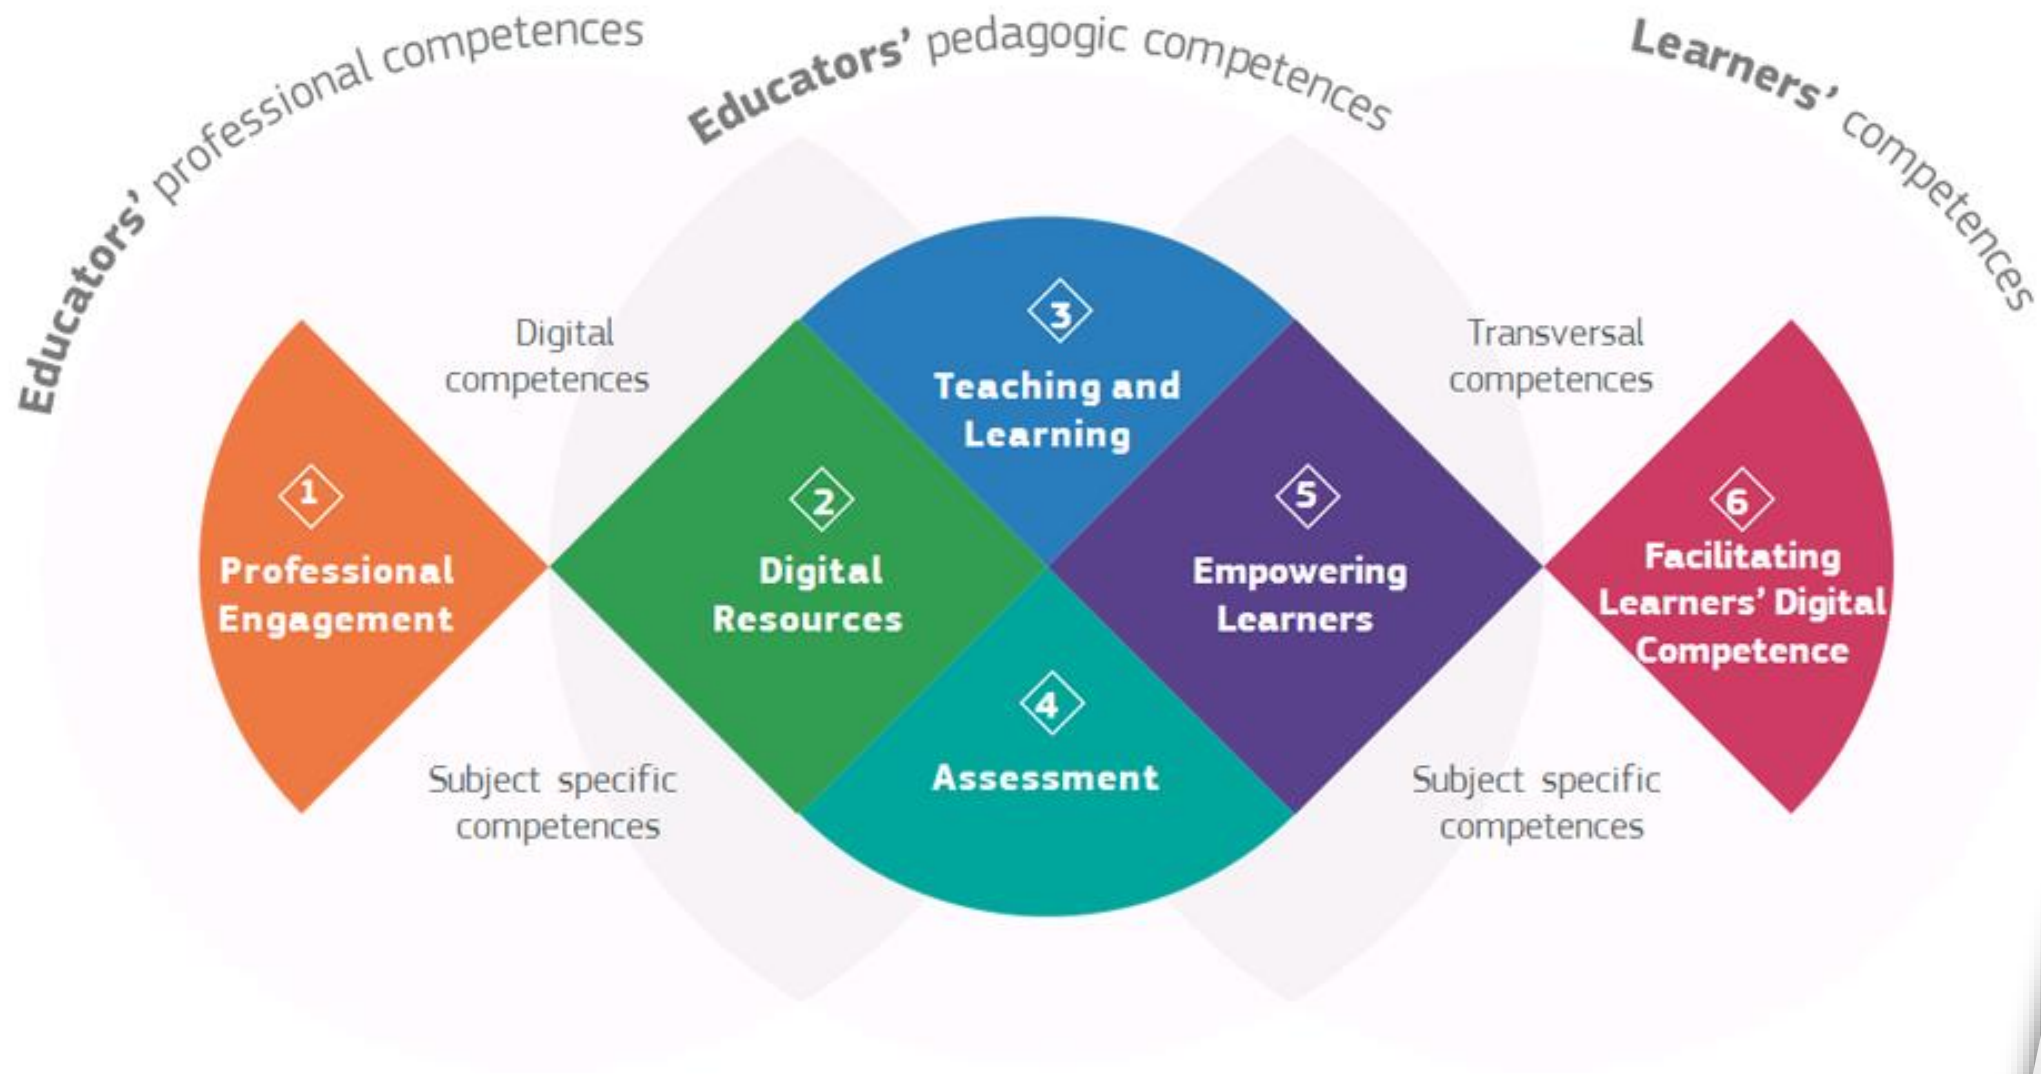 Educators’ professional competences
Educators’ pedagogic competences
Learners’ competences
Digital
competences
Transversal
competences
1
Professional
Engagement
2
Digital
Resources
3
Teaching and
Learning
4
Assessment
5
Empowering
Learners
6
Facilitating
Learners’ Digital
Competence
Subject specific
competences
Subject specific
competences